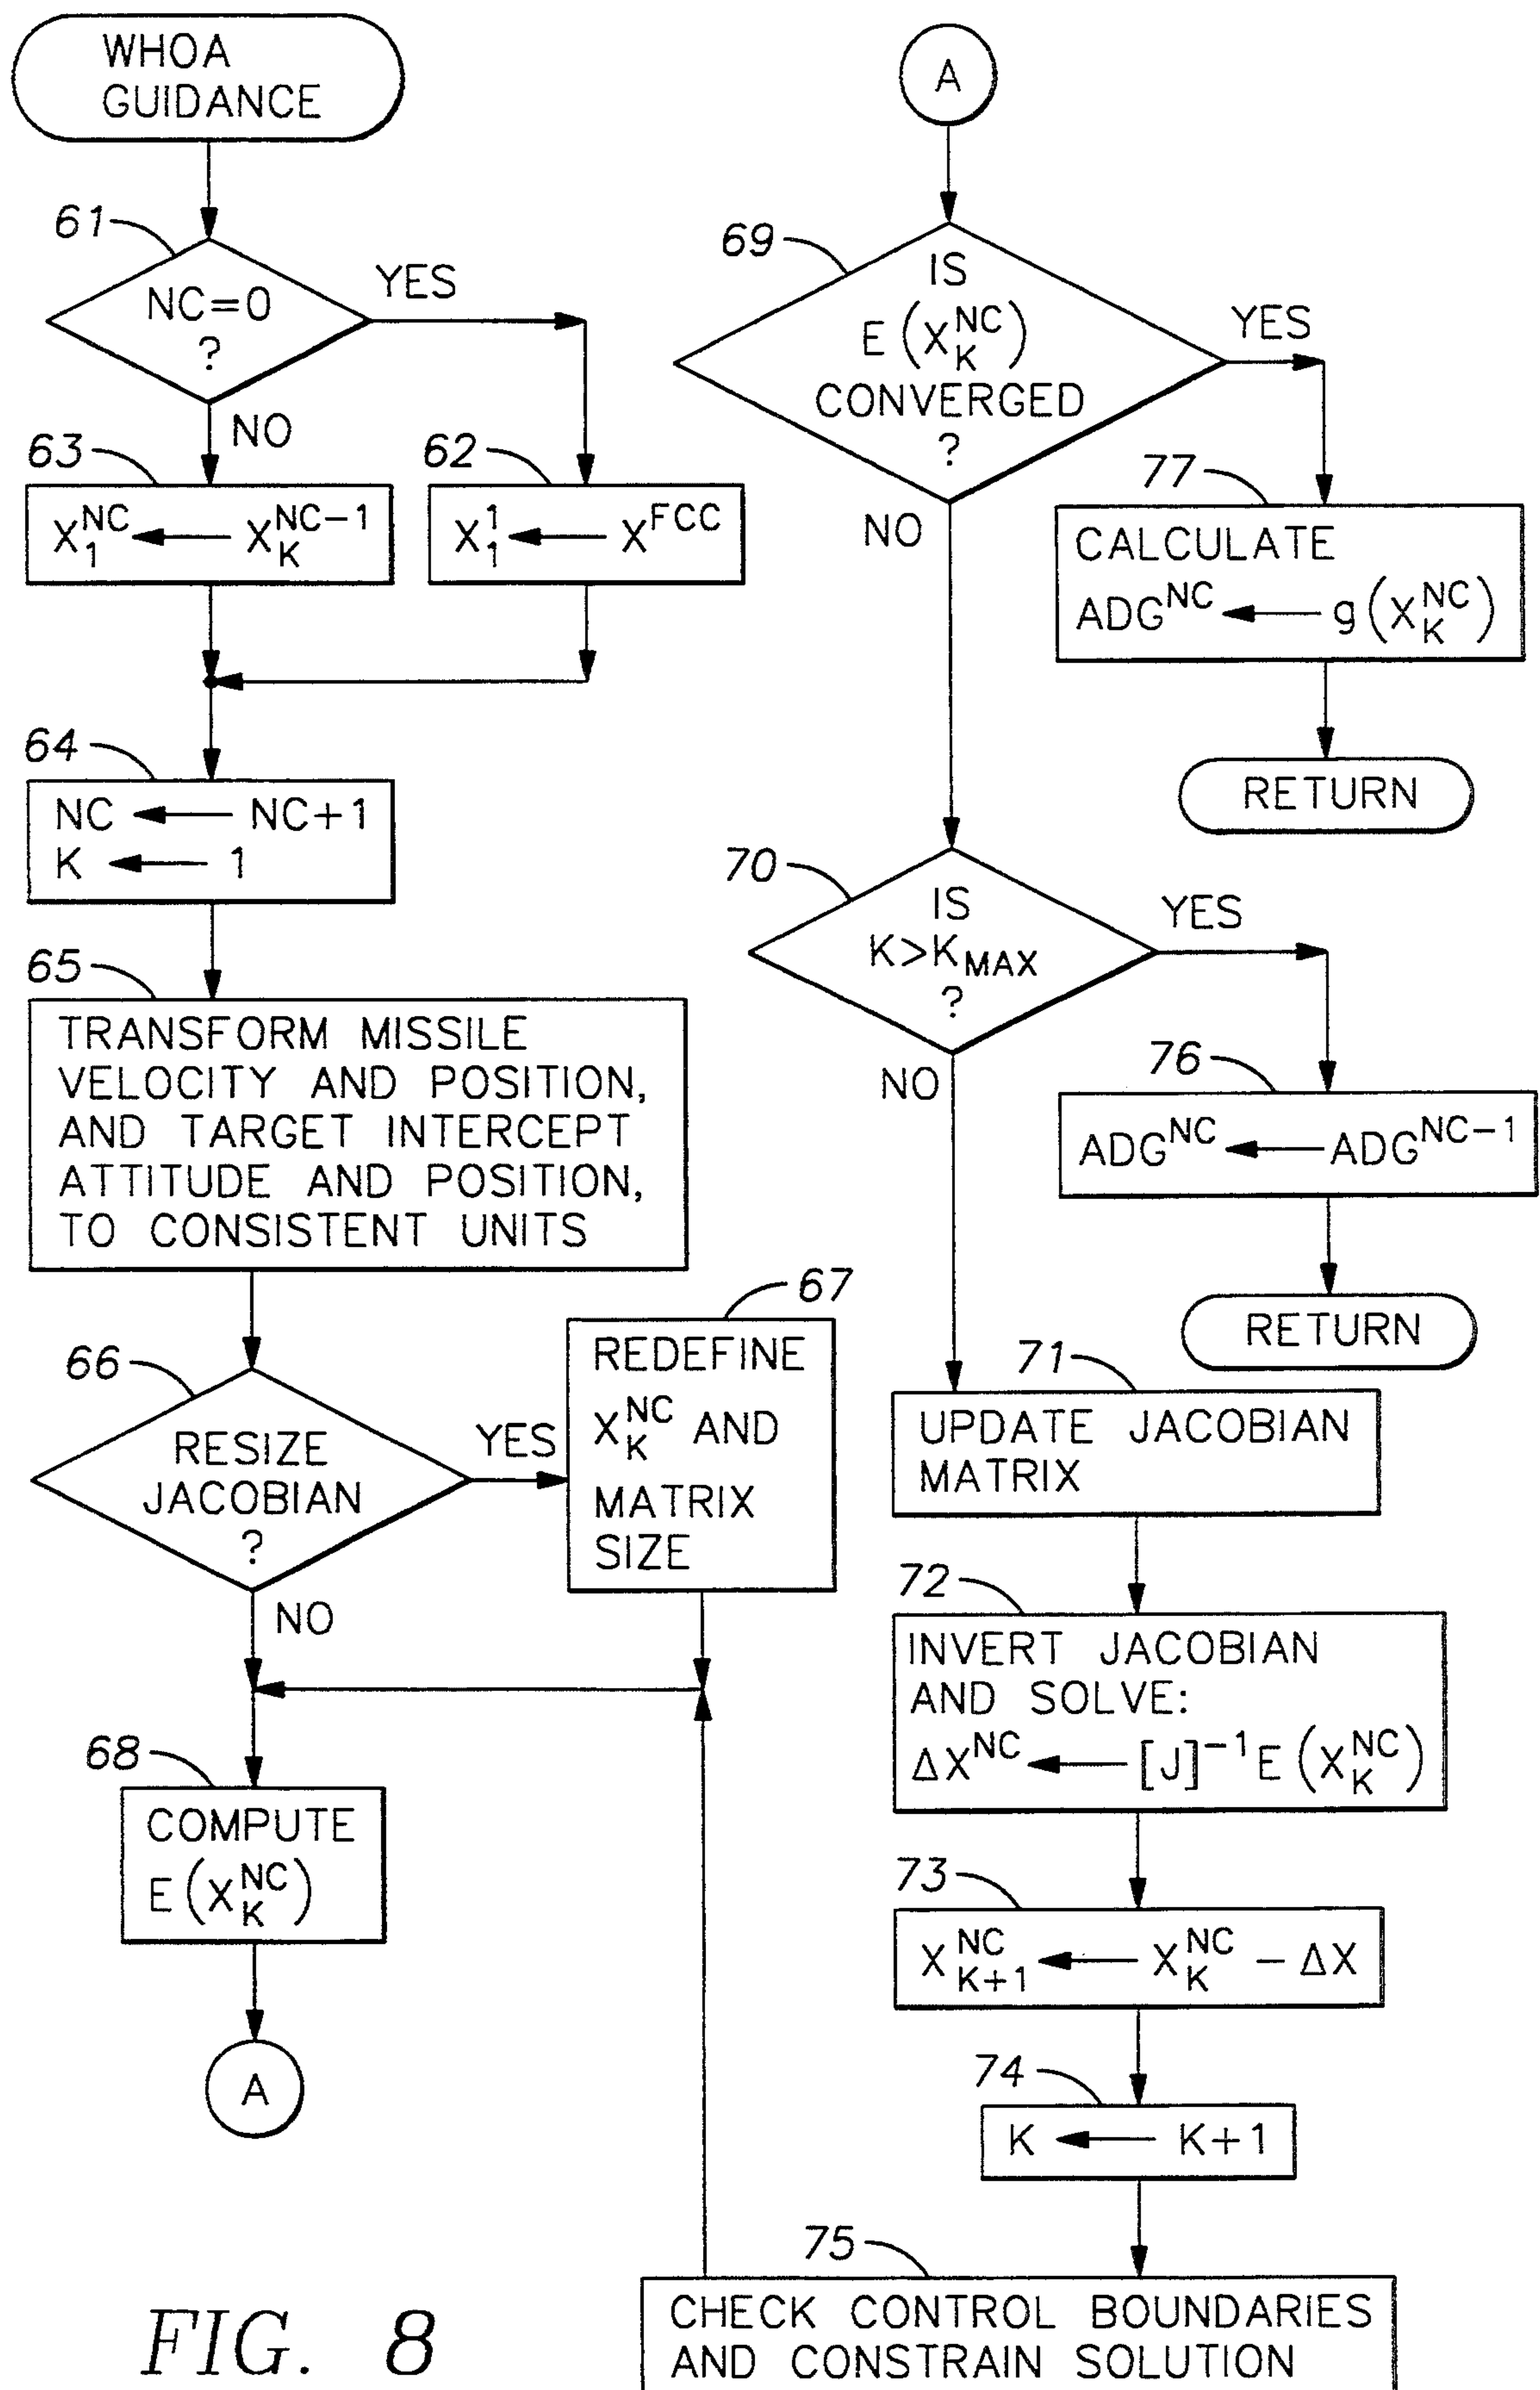 WHOA
GUIDANCE
61
NC=0
?
YES
NO
63
X₁^NC ← X_K^NC-1
62
X₁^1 ← X^FCC
64
NC ← NC+1
K ← 1
65
TRANSFORM MISSILE
VELOCITY AND POSITION,
AND TARGET INTERCEPT
ATTITUDE AND POSITION,
TO CONSISTENT UNITS
66
RESIZE
JACOBIAN
?
YES
NO
67
REDEFINE
X_K^NC AND
MATRIX
SIZE
68
COMPUTE
E(X_K^NC)
A
A
69
IS
E(X_K^NC)
CONVERGED
?
YES
NO
77
CALCULATE
ADG^NC ← g(X_K^NC)
RETURN
70
IS
K>K_MAX
?
YES
NO
76
ADG^NC ← ADG^NC-1
RETURN
71
UPDATE JACOBIAN
MATRIX
72
INVERT JACOBIAN
AND SOLVE:
ΔX^NC ← [J]^-1 E(X_K^NC)
73
X_K+1^NC ← X_K^NC - ΔX
74
K ← K+1
75
CHECK CONTROL BOUNDARIES
AND CONSTRAIN SOLUTION
FIG. 8